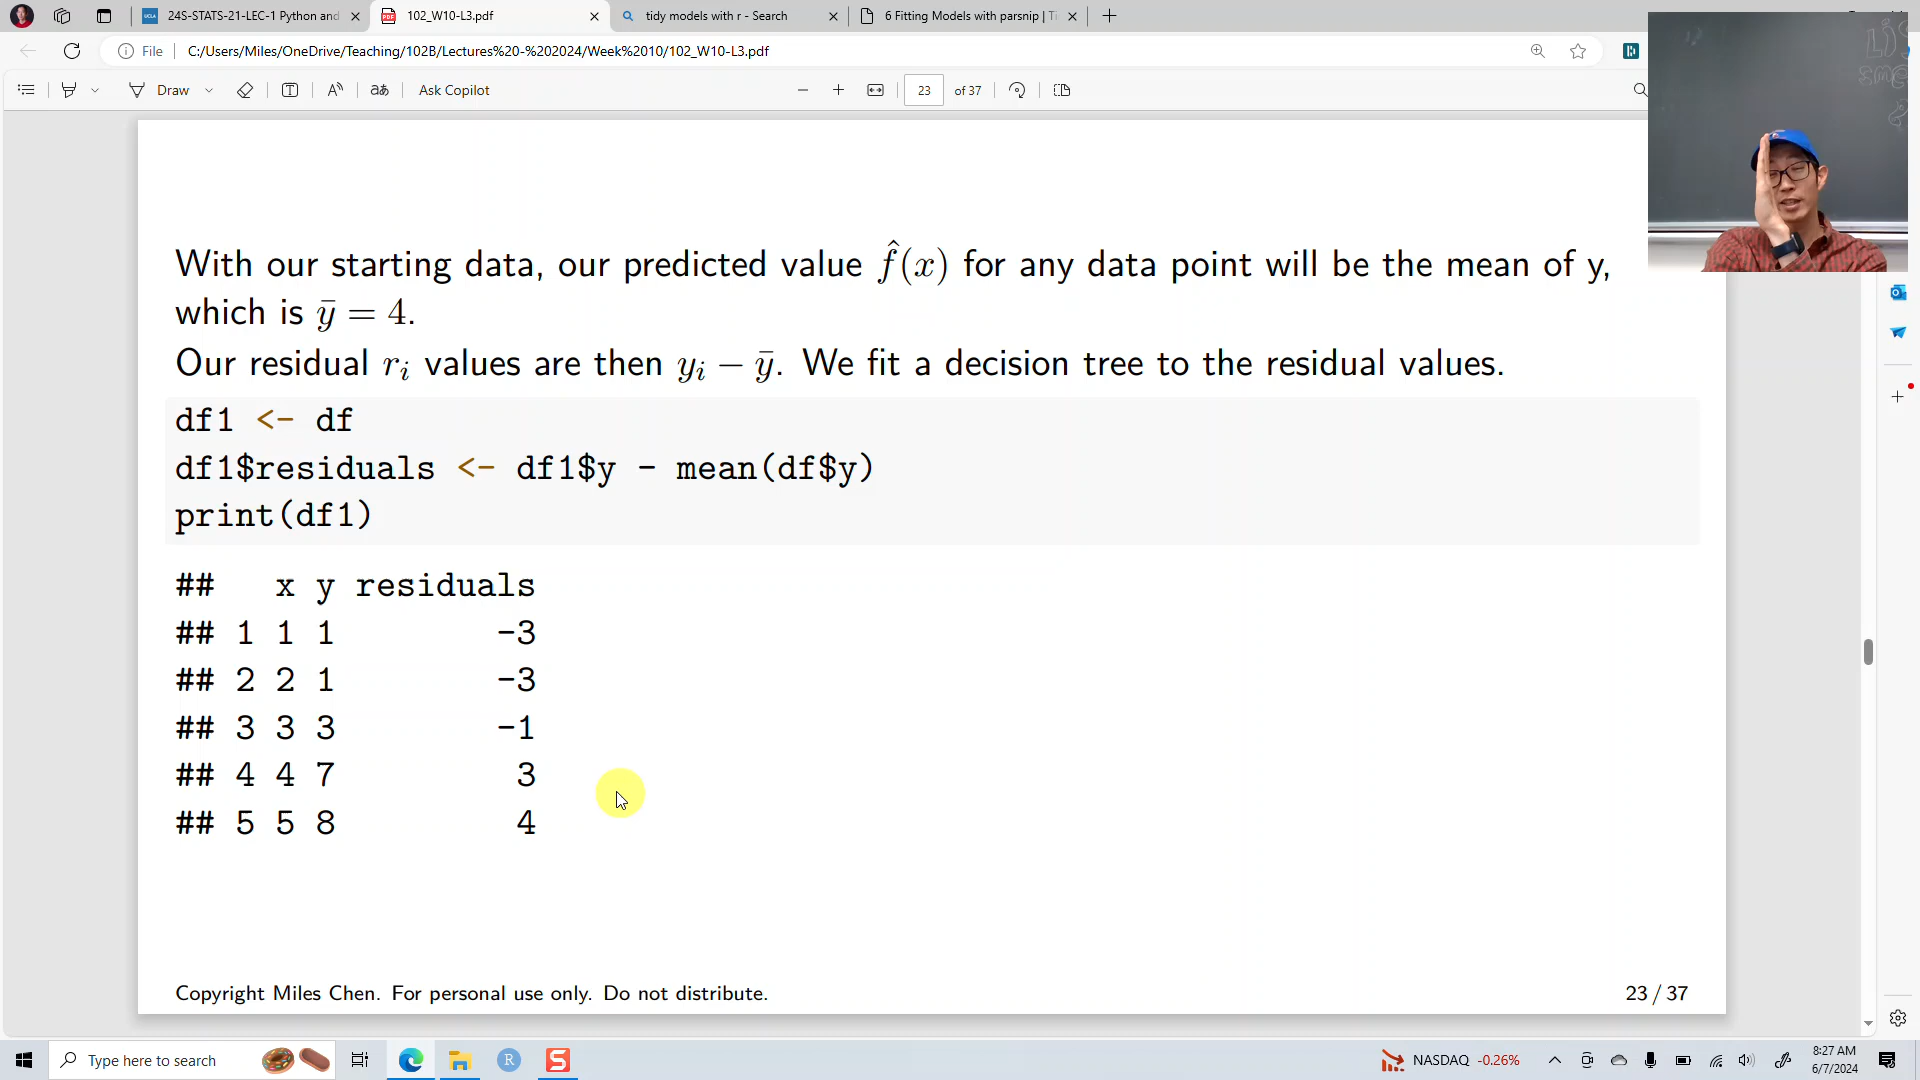 24S-STATS-21-LEC-1 Python and
102_W10-L3.pdf
tidy models with r - Search
6 Fitting Models with parsnip | Ti
File
C:/Users/Miles/OneDrive/Teaching/102B/Lectures%20-%202024/Week%2010/102_W10-L3.pdf
Draw
Ask Copilot
23 of 37
With our starting data, our predicted value f̂(x) for any data point will be the mean of y,
which is ȳ = 4.
Our residual rᵢ values are then yᵢ − ȳ. We fit a decision tree to the residual values.
df1 <- df
df1$residuals <- df1$y - mean(df$y)
print(df1)
## x y residuals
## 1 1 1 -3
## 2 2 1 -3
## 3 3 3 -1
## 4 4 7 3
## 5 5 8 4
Copyright Miles Chen. For personal use only. Do not distribute.
23 / 37
Type here to search
NASDAQ -0.26%
8:27 AM
6/7/2024